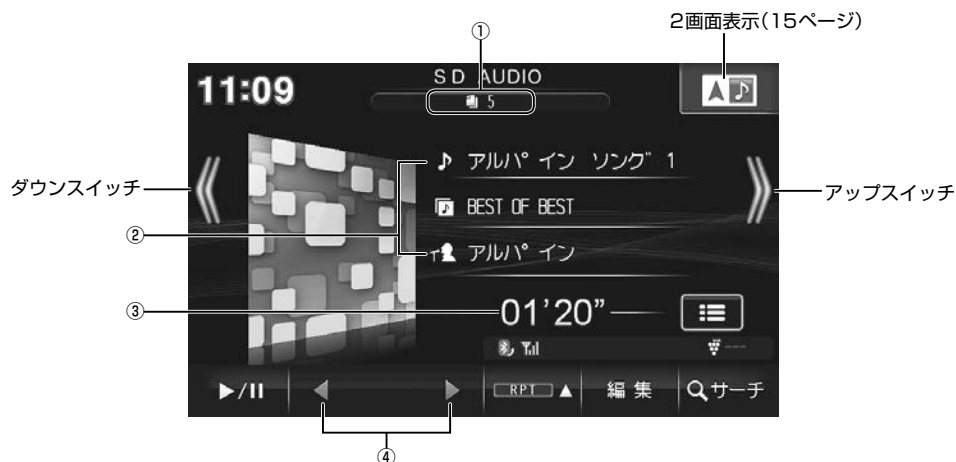 ①
2画面表示(15ページ)
SD AUDIO
11:09
5
アルパイン ソング 1
ダウンスイッチ
アップスイッチ
BEST OF BEST
②
アルパイン
③
01'20"
---
▶/II
RPT ▲
編集
サーチ
④